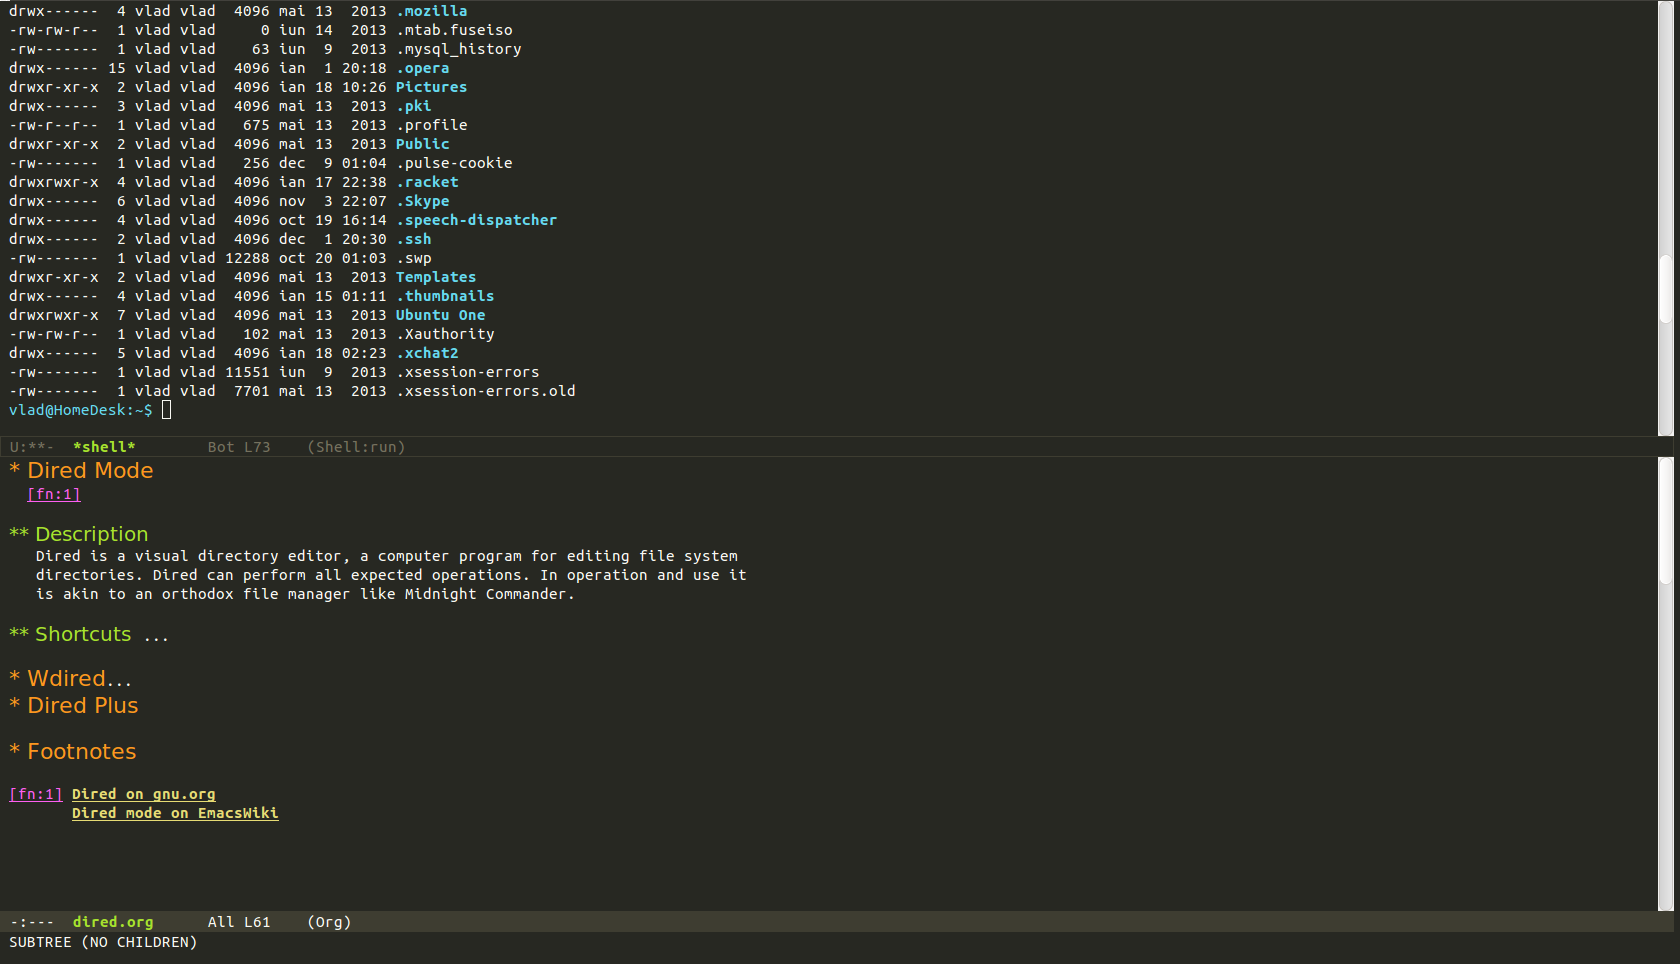 drwx------  4 vlad vlad  4096 mai 13  2013 .mozilla
-rw-rw-r--  1 vlad vlad     0 iun 14  2013 .mtab.fuseiso
-rw-------  1 vlad vlad    63 iun  9  2013 .mysql_history
drwx------ 15 vlad vlad  4096 ian  1 20:18 .opera
drwxr-xr-x  2 vlad vlad  4096 ian 18 10:26 Pictures
drwx------  3 vlad vlad  4096 mai 13  2013 .pki
-rw-r--r--  1 vlad vlad   675 mai 13  2013 .profile
drwxr-xr-x  2 vlad vlad  4096 mai 13  2013 Public
-rw-------  1 vlad vlad   256 dec  9 01:04 .pulse-cookie
drwxrwxr-x  4 vlad vlad  4096 ian 17 22:38 .racket
drwx------  6 vlad vlad  4096 nov  3 22:07 .Skype
drwx------  4 vlad vlad  4096 oct 19 16:14 .speech-dispatcher
drwx------  2 vlad vlad  4096 dec  1 20:30 .ssh
-rw-------  1 vlad vlad 12288 oct 20 01:03 .swp
drwxr-xr-x  2 vlad vlad  4096 mai 13  2013 Templates
drwx------  4 vlad vlad  4096 ian 15 01:11 .thumbnails
drwxrwxr-x  7 vlad vlad  4096 mai 13  2013 Ubuntu One
-rw-rw-r--  1 vlad vlad   102 mai 13  2013 .Xauthority
drwx------  5 vlad vlad  4096 ian 18 02:23 .xchat2
-rw-------  1 vlad vlad 11551 iun  9  2013 .xsession-errors
-rw-------  1 vlad vlad  7701 mai 13  2013 .xsession-errors.old
vlad@HomeDesk:~$
U:**-  *shell*        Bot L73    (Shell:run)
* Dired Mode
[fn:1]
** Description
Dired is a visual directory editor, a computer program for editing file system
directories. Dired can perform all expected operations. In operation and use it
is akin to an orthodox file manager like Midnight Commander.
** Shortcuts ...
* Wdired...
* Dired Plus
* Footnotes
[fn:1] Dired on gnu.org
Dired mode on EmacsWiki
-:---  dired.org      All L61    (Org)
SUBTREE (NO CHILDREN)